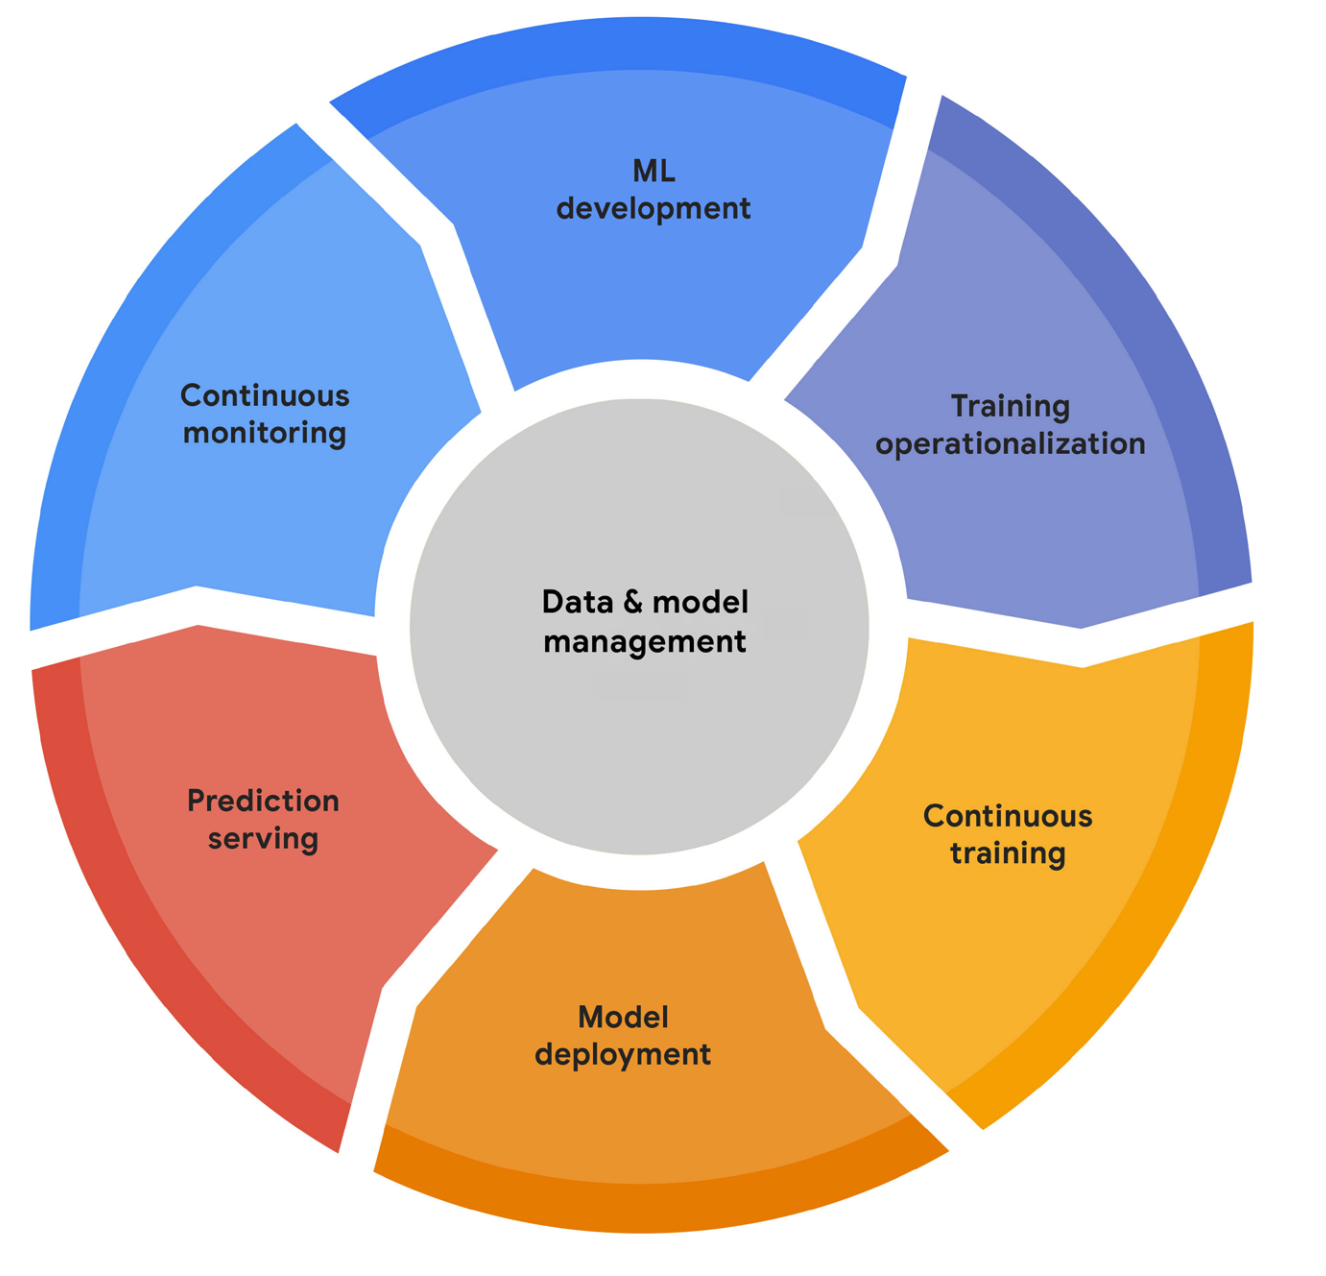 ML
development
Training
operationalization
Continuous
training
Model
deployment
Prediction
serving
Continuous
monitoring
Data & model
management